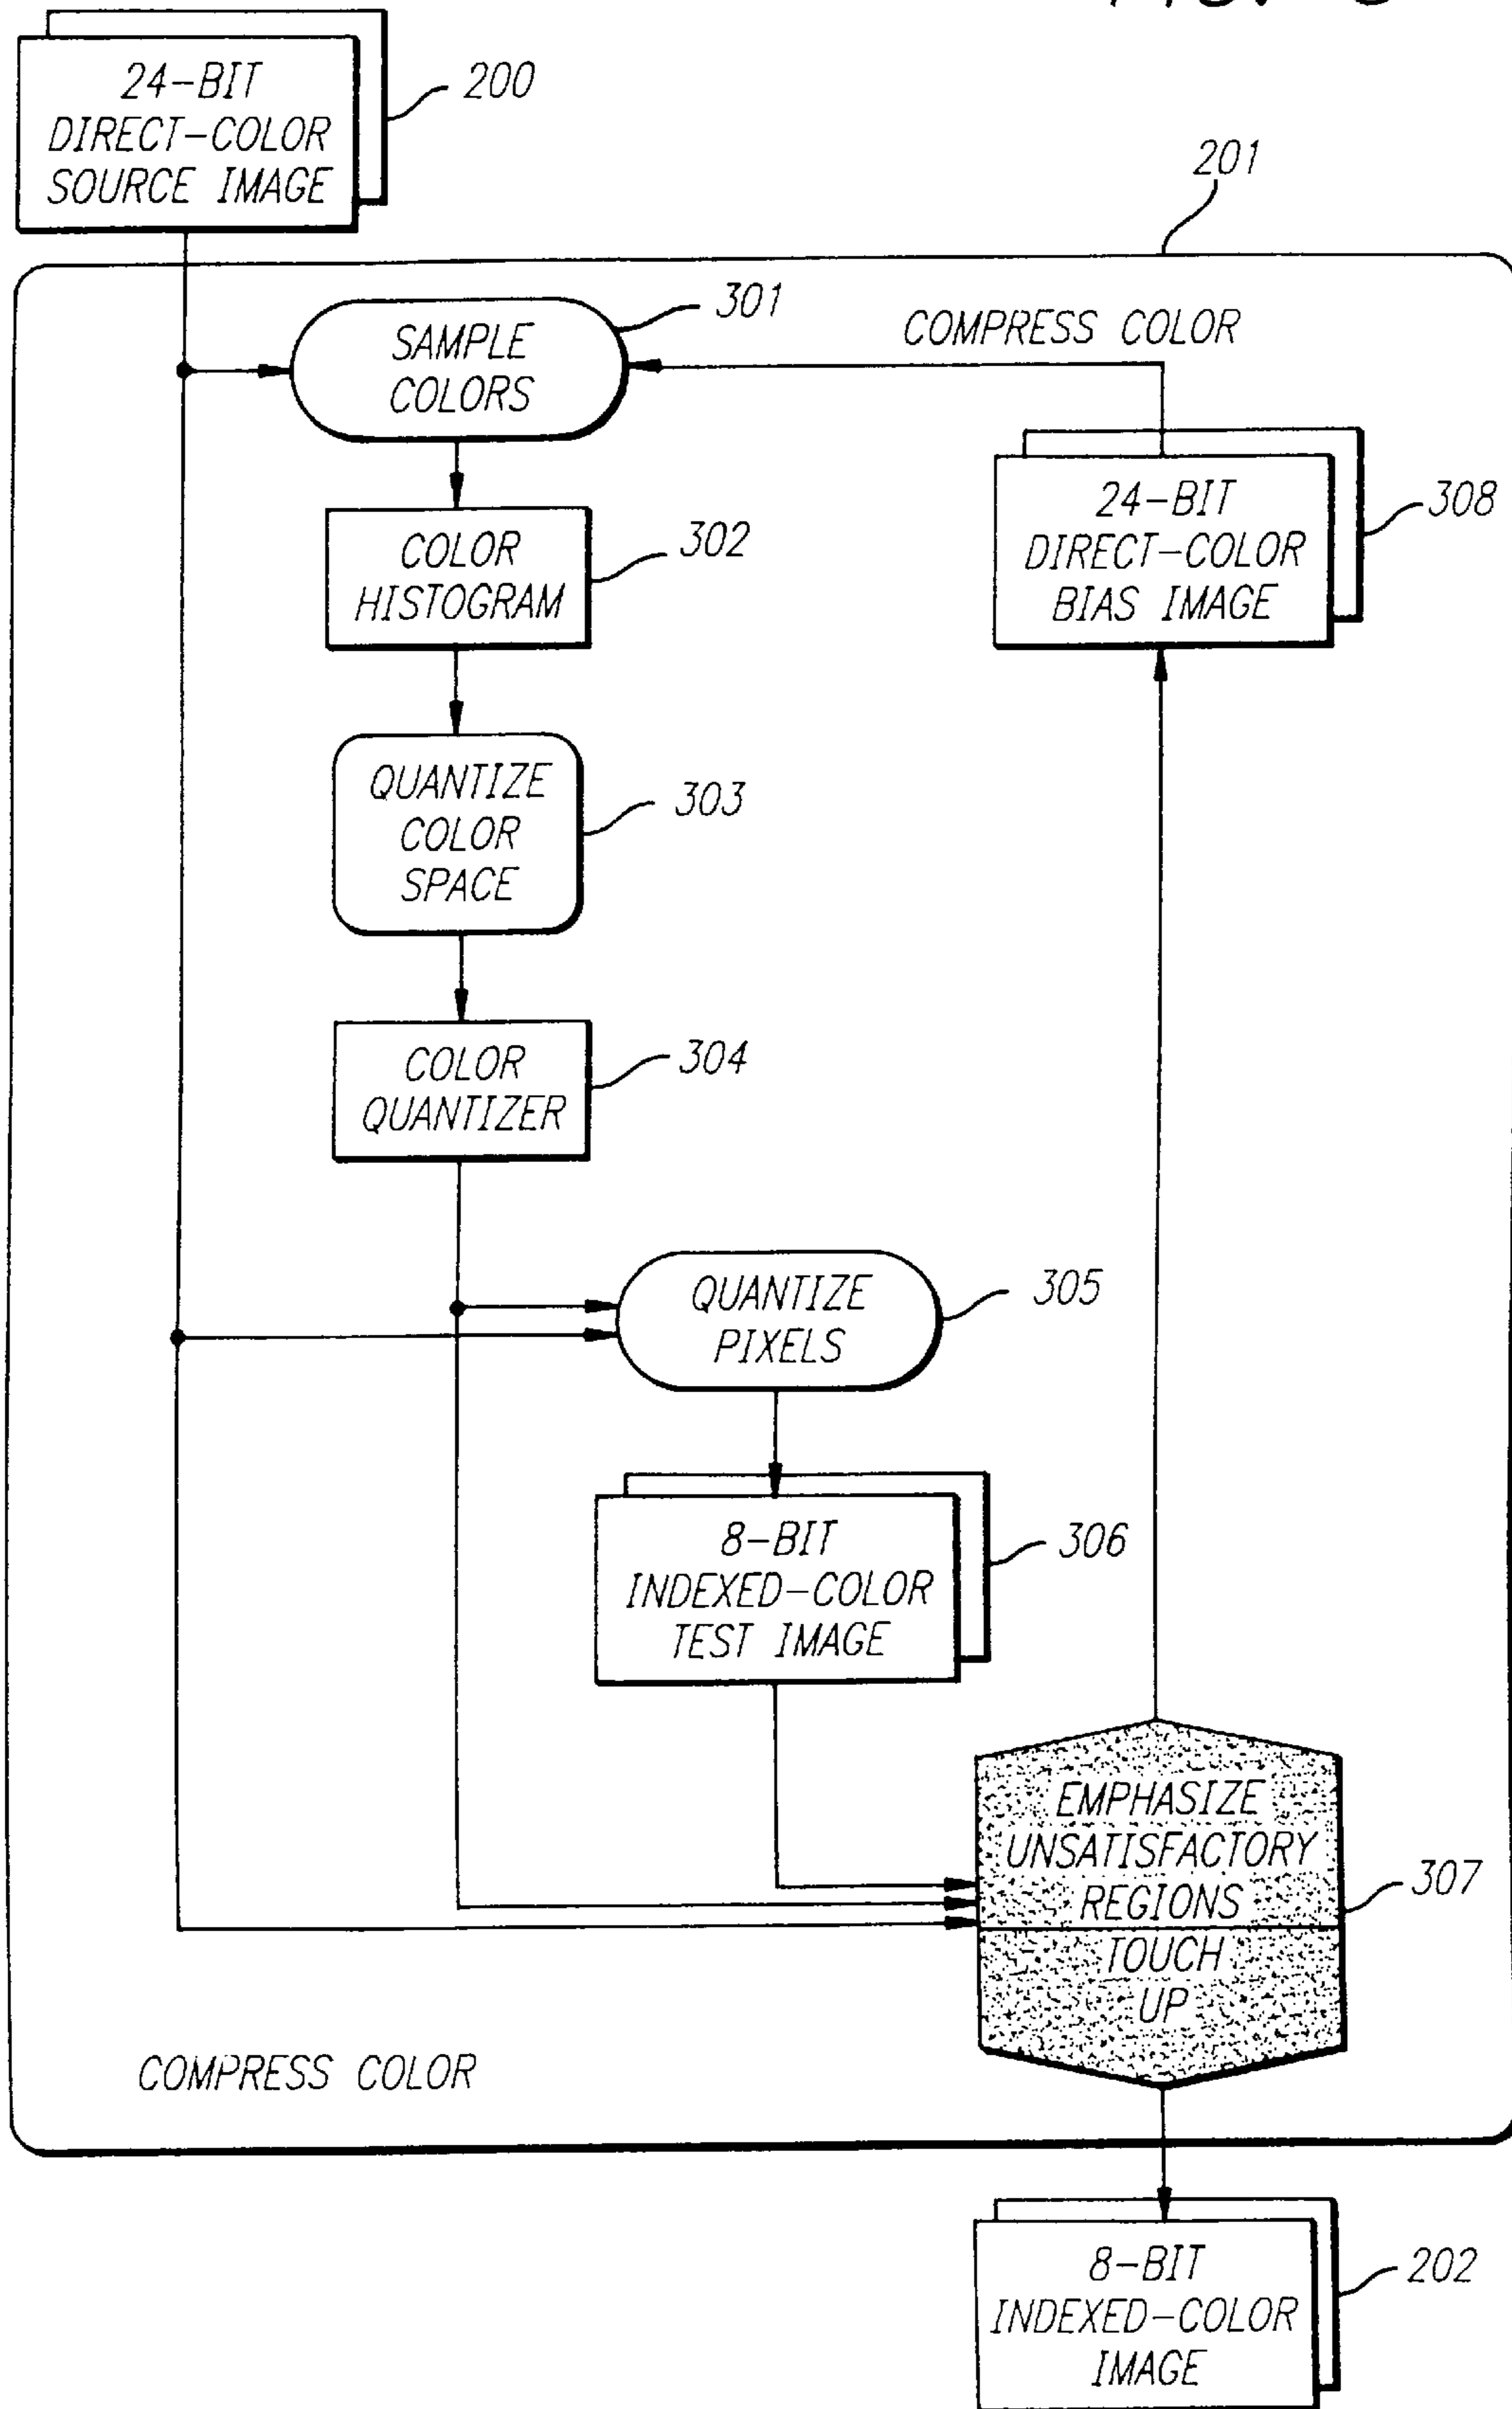 24-BIT
DIRECT-COLOR
SOURCE IMAGE
200
201
SAMPLE
COLORS
301
COMPRESS COLOR
COLOR
HISTOGRAM
302
24-BIT
DIRECT-COLOR
BIAS IMAGE
308
QUANTIZE
COLOR
SPACE
303
COLOR
QUANTIZER
304
QUANTIZE
PIXELS
305
8-BIT
INDEXED-COLOR
TEST IMAGE
306
EMPHASIZE
UNSATISFACTORY
REGIONS
307
TOUCH
UP
COMPRESS COLOR
8-BIT
INDEXED-COLOR
IMAGE
202